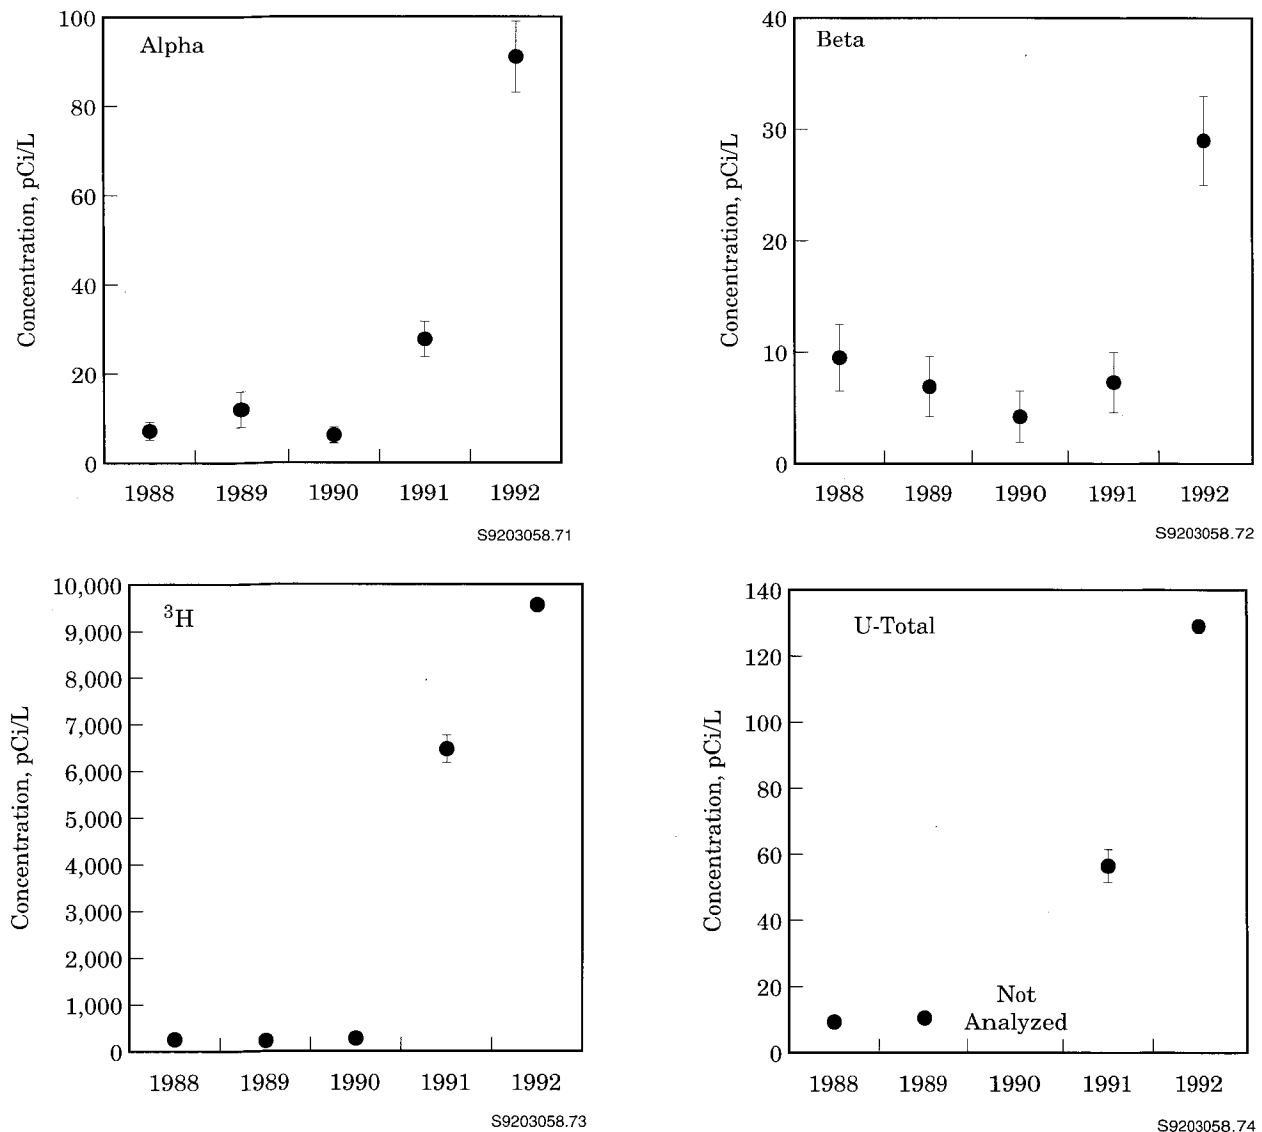 Alpha
Concentration, pCi/L
100
80
60
40
20
0
1988 1989 1990 1991 1992
S9203058.71
Beta
Concentration, pCi/L
40
30
20
10
0
1988 1989 1990 1991 1992
S9203058.72
³H
Concentration, pCi/L
10,000
9,000
8,000
7,000
6,000
5,000
4,000
3,000
2,000
1,000
0
1988 1989 1990 1991 1992
S9203058.73
U-Total
Concentration, pCi/L
140
120
100
80
60
40
20
0
Not
Analyzed
1988 1989 1990 1991 1992
S9203058.74